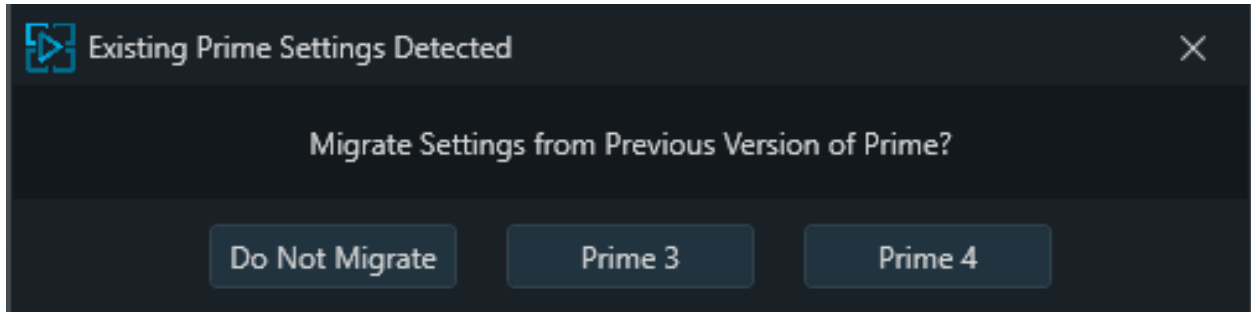 Existing Prime Settings Detected
Migrate Settings from Previous Version of Prime?
Do Not Migrate
Prime 3
Prime 4